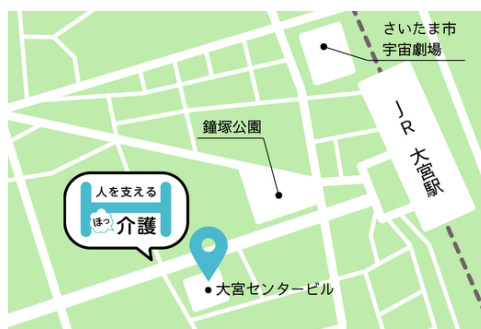 さいたま市
宇宙劇場
JR 大宮駅
鐘塚公園
人を支える
ほっ
介護
大宮センタービル